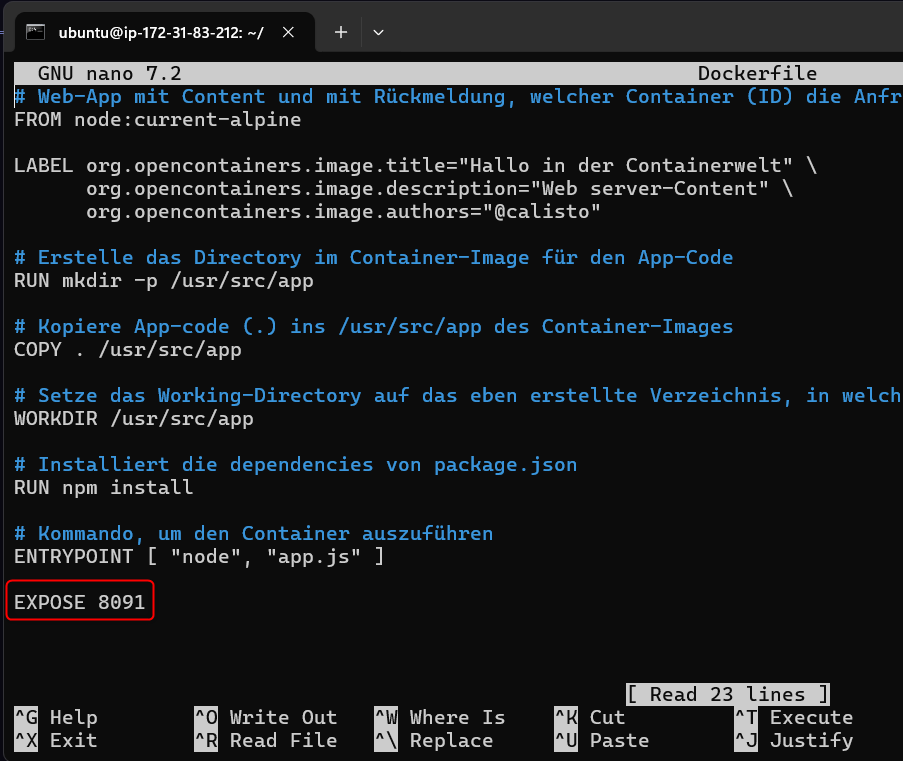 ubuntu@ip-172-31-83-212: ~/
GNU nano 7.2 Dockerfile
# Web-App mit Content und mit Rückmeldung, welcher Container (ID) die Anfr
FROM node:current-alpine
LABEL org.opencontainers.image.title="Hallo in der Containerwelt" \
org.opencontainers.image.description="Web server-Content" \
org.opencontainers.image.authors="@calisto"
# Erstelle das Directory im Container-Image für den App-Code
RUN mkdir -p /usr/src/app
# Kopiere App-code (.) ins /usr/src/app des Container-Images
COPY . /usr/src/app
# Setze das Working-Directory auf das eben erstellte Verzeichnis, in welch
WORKDIR /usr/src/app
# Installiert die dependencies von package.json
RUN npm install
# Kommando, um den Container auszuführen
ENTRYPOINT [ "node", "app.js" ]
EXPOSE 8091
[ Read 23 lines ]
^G Help ^O Write Out ^W Where Is ^K Cut ^T Execute
^X Exit ^R Read File ^\ Replace ^U Paste ^J Justify